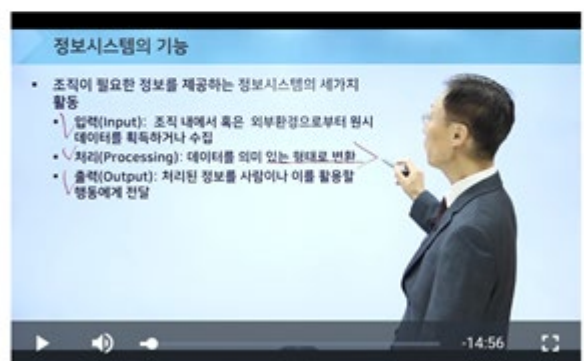 정보시스템의 기능
▪ 조직이 필요한 정보를 제공하는 정보시스템의 세가지
활동
▪ 입력(Input): 조직 내에서 혹은 외부환경으로부터 원시
데이터를 획득하거나 수집
▪ 처리(Processing): 데이터를 의미 있는 형태로 변환
▪ 출력(Output): 처리된 정보를 사람이나 이를 활용할
행동에게 전달
-14:56